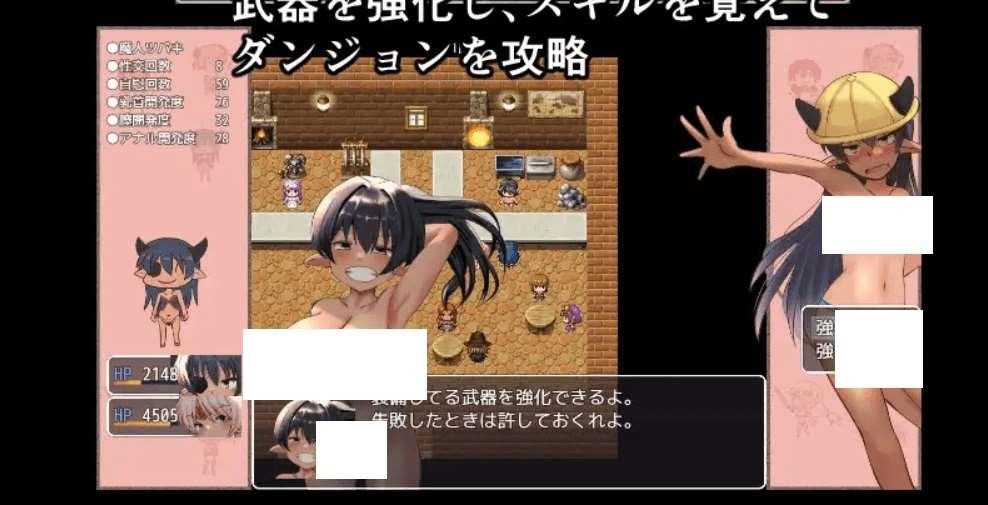 武器を強化し、スキルを覚えて
ダンジョンを攻略
●魔人ツバキ
●性交回数 8
●自慰回数 59
●乳首開発度 26
●膣開発度 32
●アナル開発度 28
HP 2148
HP 4505
強
強
装備してる武器を強化できるよ。
失敗したときは許しておくれよ。